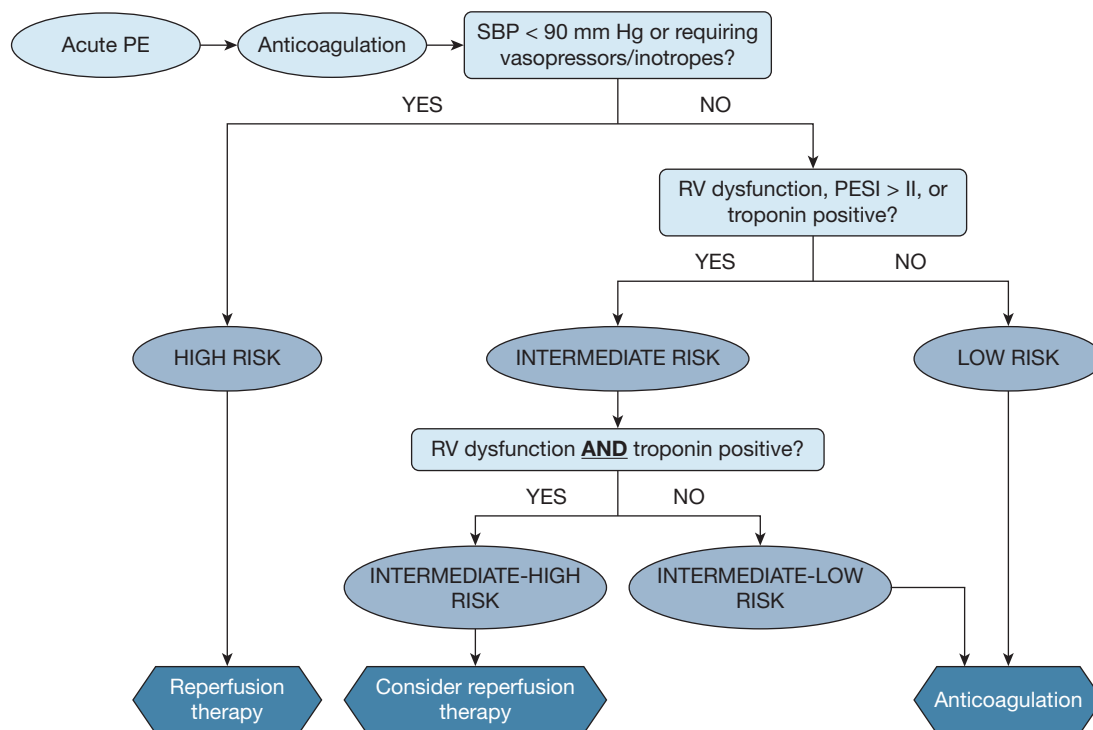 Acute PE
Anticoagulation
SBP < 90 mm Hg or requiring
vasopressors/inotropes?
YES
NO
RV dysfunction, PESI > II, or
troponin positive?
YES
NO
HIGH RISK
INTERMEDIATE RISK
LOW RISK
RV dysfunction AND troponin positive?
YES
NO
INTERMEDIATE-HIGH
RISK
INTERMEDIATE-LOW
RISK
Reperfusion
therapy
Consider reperfusion
therapy
Anticoagulation